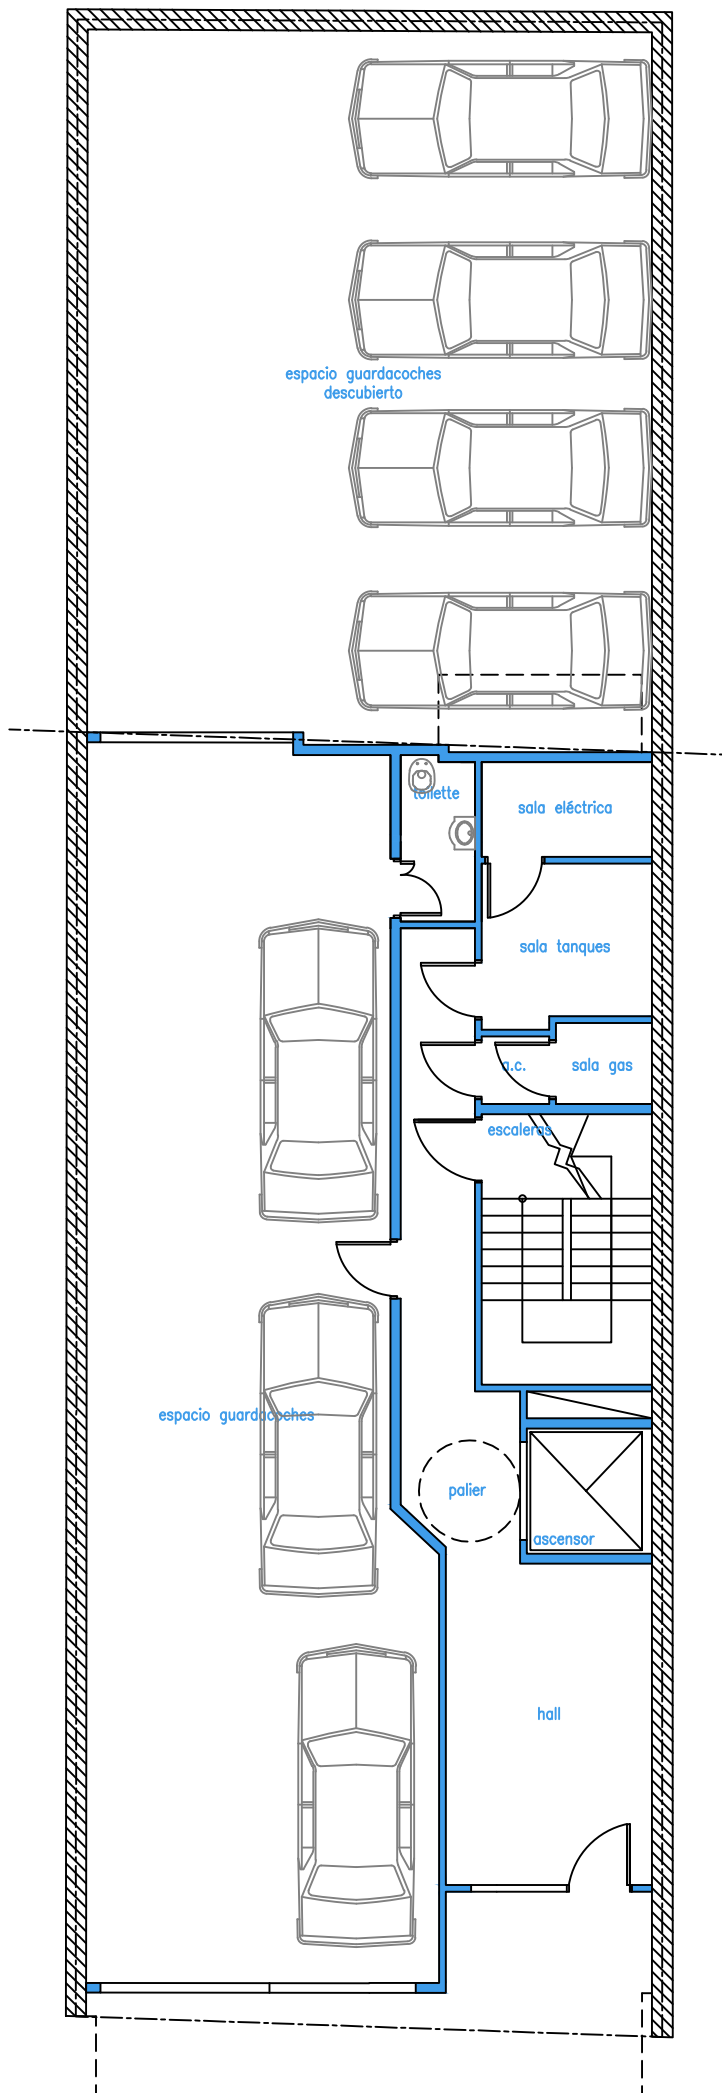 espacio guardacoches
descubierto
toilette
sala eléctrica
sala tanques
a.c.
sala gas
escaleras
espacio guardacoches
palier
ascensor
hall